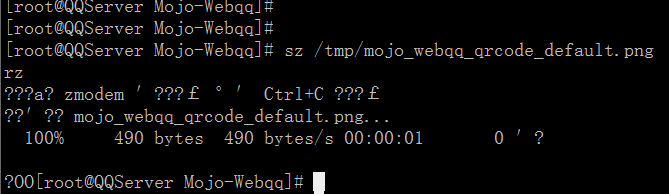 [root@QQServer Mojo-Webqq]#
[root@QQServer Mojo-Webqq]#
[root@QQServer Mojo-Webqq]# sz /tmp/mojo_webqq_qrcode_default.png
rz
???a? zmodem ′ ???￡ ° ′ Ctrl+C ???￡
??′ ?? mojo_webqq_qrcode_default.png...
100% 490 bytes 490 bytes/s 00:00:01 0 ′ ?
?OO[root@QQServer Mojo-Webqq]#